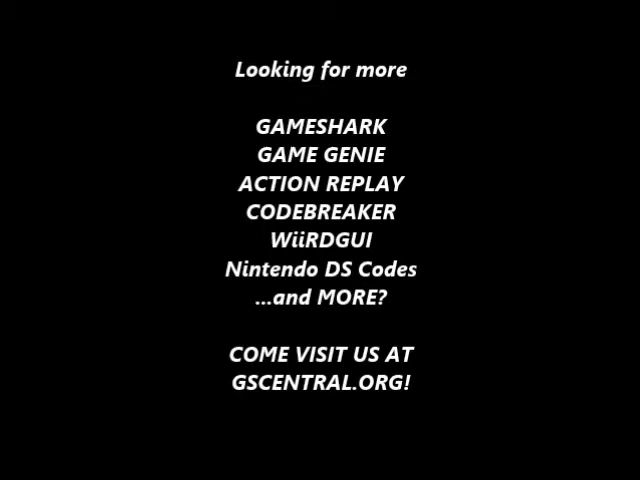 Looking for more
GAMESHARK
GAME GENIE
ACTION REPLAY
CODEBREAKER
WiiRDGUI
Nintendo DS Codes
...and MORE?
COME VISIT US AT
GSCENTRAL.ORG!